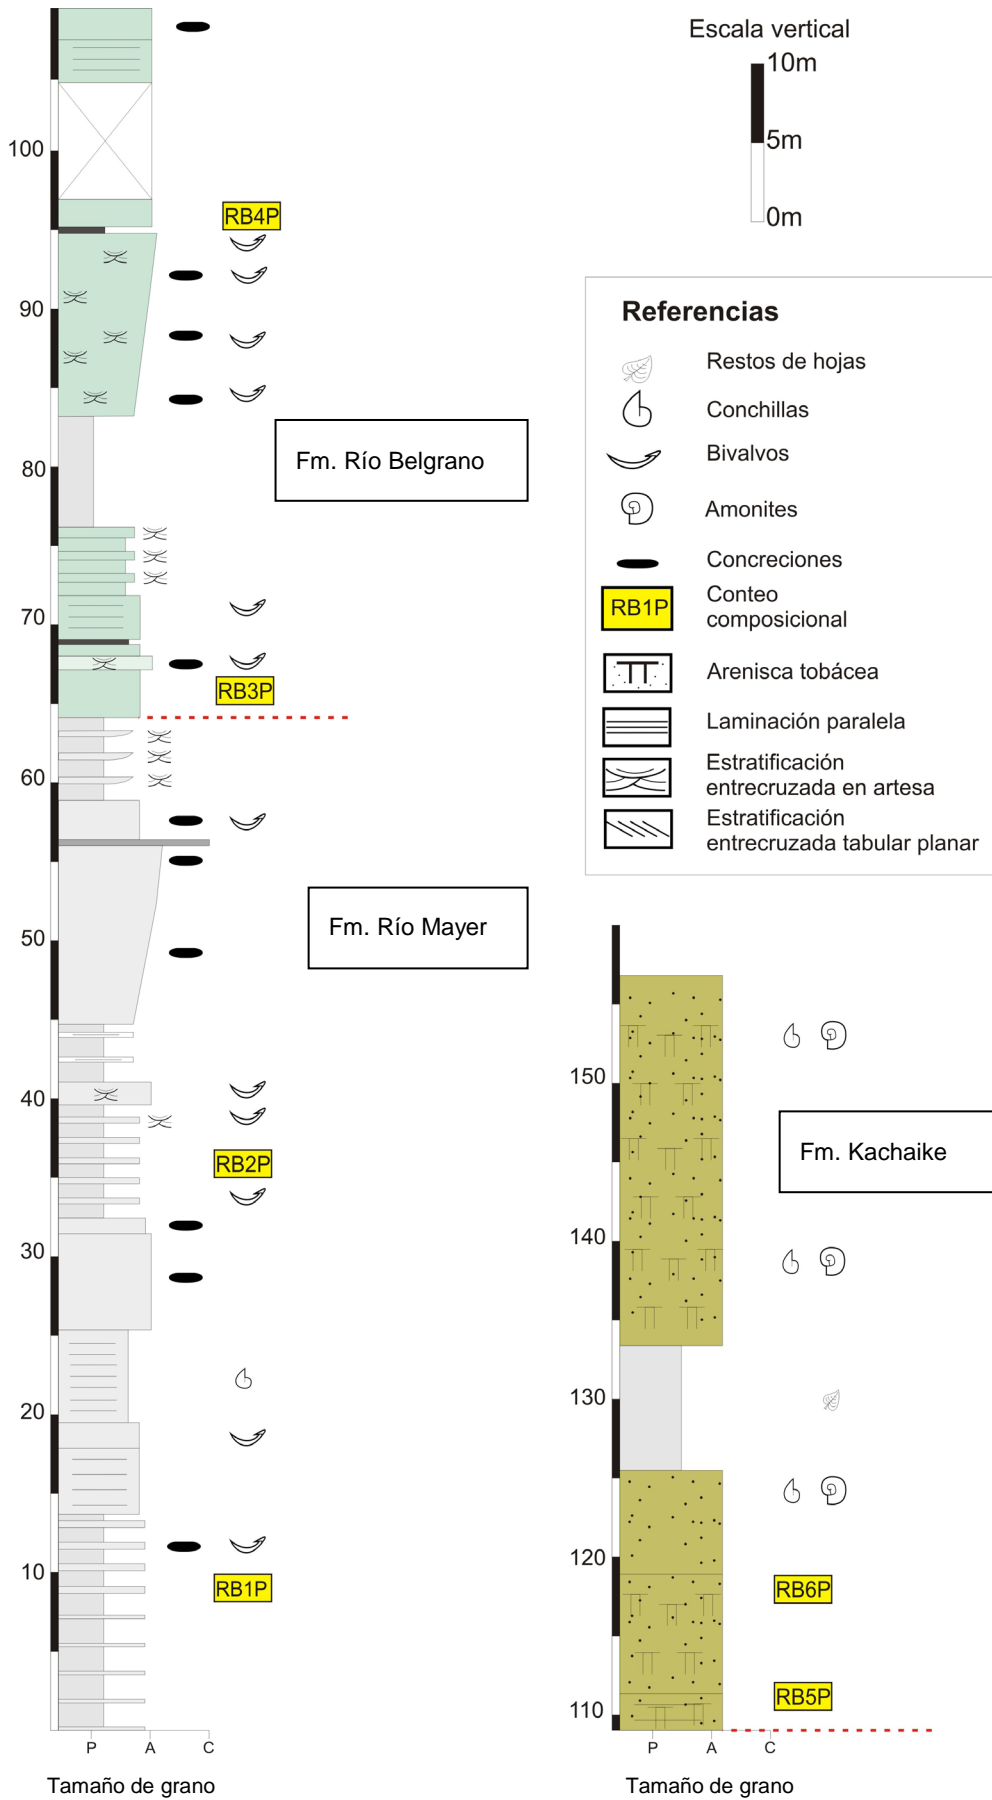 Escala vertical
10m
5m
0m
Referencias
Restos de hojas
Conchillas
Bivalvos
Amonites
Concreciones
RB1P
Conteo
composicional
Arenisca tobácea
Laminación paralela
Estratificación
entrecruzada en artesa
Estratificación
entrecruzada tabular planar
100
RB4P
90
Fm. Río Belgrano
80
70
RB3P
60
Fm. Río Mayer
50
40
RB2P
30
20
10
RB1P
P A C
Tamaño de grano
150
Fm. Kachaike
140
130
120
RB6P
RB5P
110
P A C
Tamaño de grano